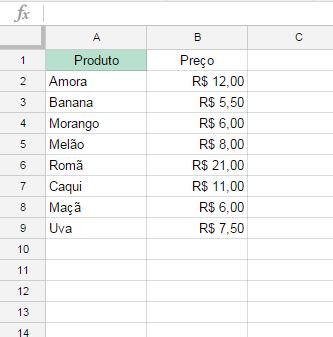 fx
A B C
1 Produto Preço
2 Amora R$ 12,00
3 Banana R$ 5,50
4 Morango R$ 6,00
5 Melão R$ 8,00
6 Romã R$ 21,00
7 Caqui R$ 11,00
8 Maçã R$ 6,00
9 Uva R$ 7,50
10
11
12
13
14